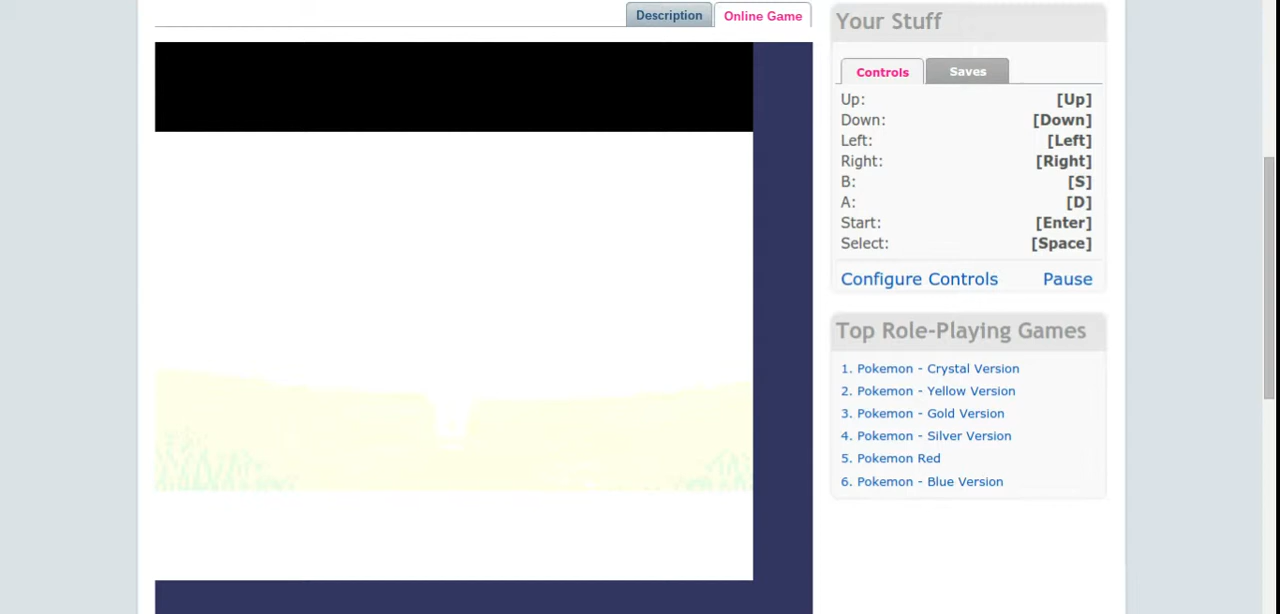 Description
Online Game
Your Stuff
Controls
Saves
Up: [Up]
Down: [Down]
Left: [Left]
Right: [Right]
B: [S]
A: [D]
Start: [Enter]
Select: [Space]
Configure Controls
Pause
Top Role-Playing Games
1. Pokemon - Crystal Version
2. Pokemon - Yellow Version
3. Pokemon - Gold Version
4. Pokemon - Silver Version
5. Pokemon Red
6. Pokemon - Blue Version